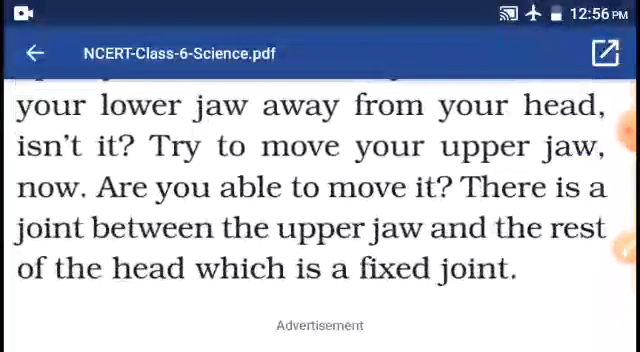 12:56 PM
NCERT-Class-6-Science.pdf
your lower jaw away from your head,
isn't it? Try to move your upper jaw,
now. Are you able to move it? There is a
joint between the upper jaw and the rest
of the head which is a fixed joint.
Advertisement